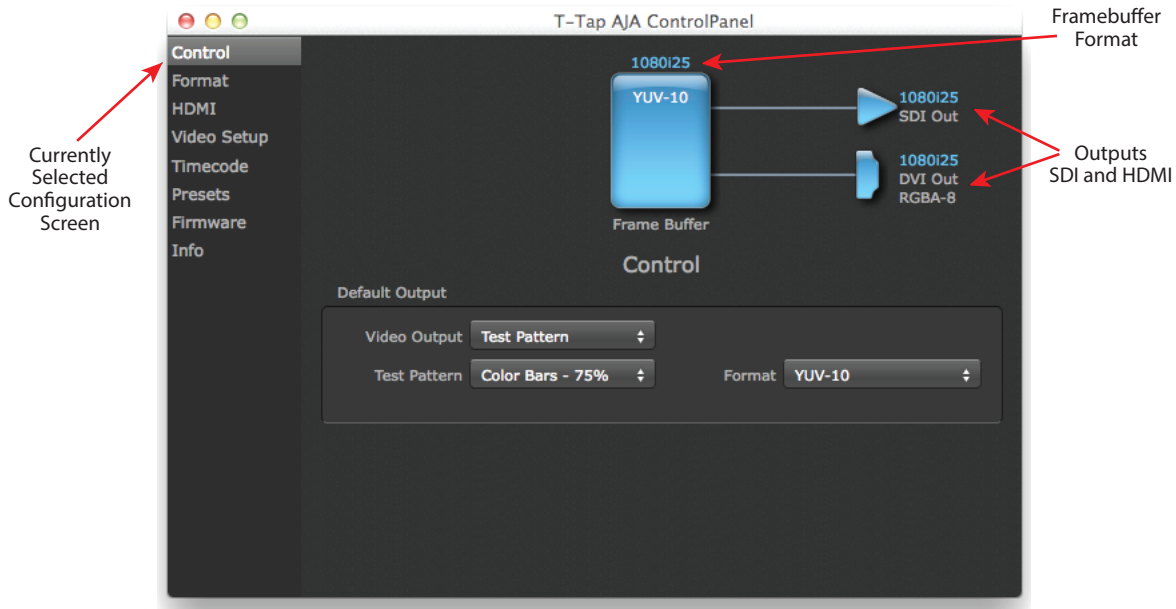 T-Tap AJA ControlPanel
Framebuffer
Format
Control
Format
HDMI
Video Setup
Timecode
Presets
Firmware
Info
Currently
Selected
Configuration
Screen
1080i25
YUV-10
Frame Buffer
1080i25
SDI Out
1080i25
DVI Out
RGBA-8
Outputs
SDI and HDMI
Control
Default Output
Video Output Test Pattern
Test Pattern Color Bars - 75% Format YUV-10